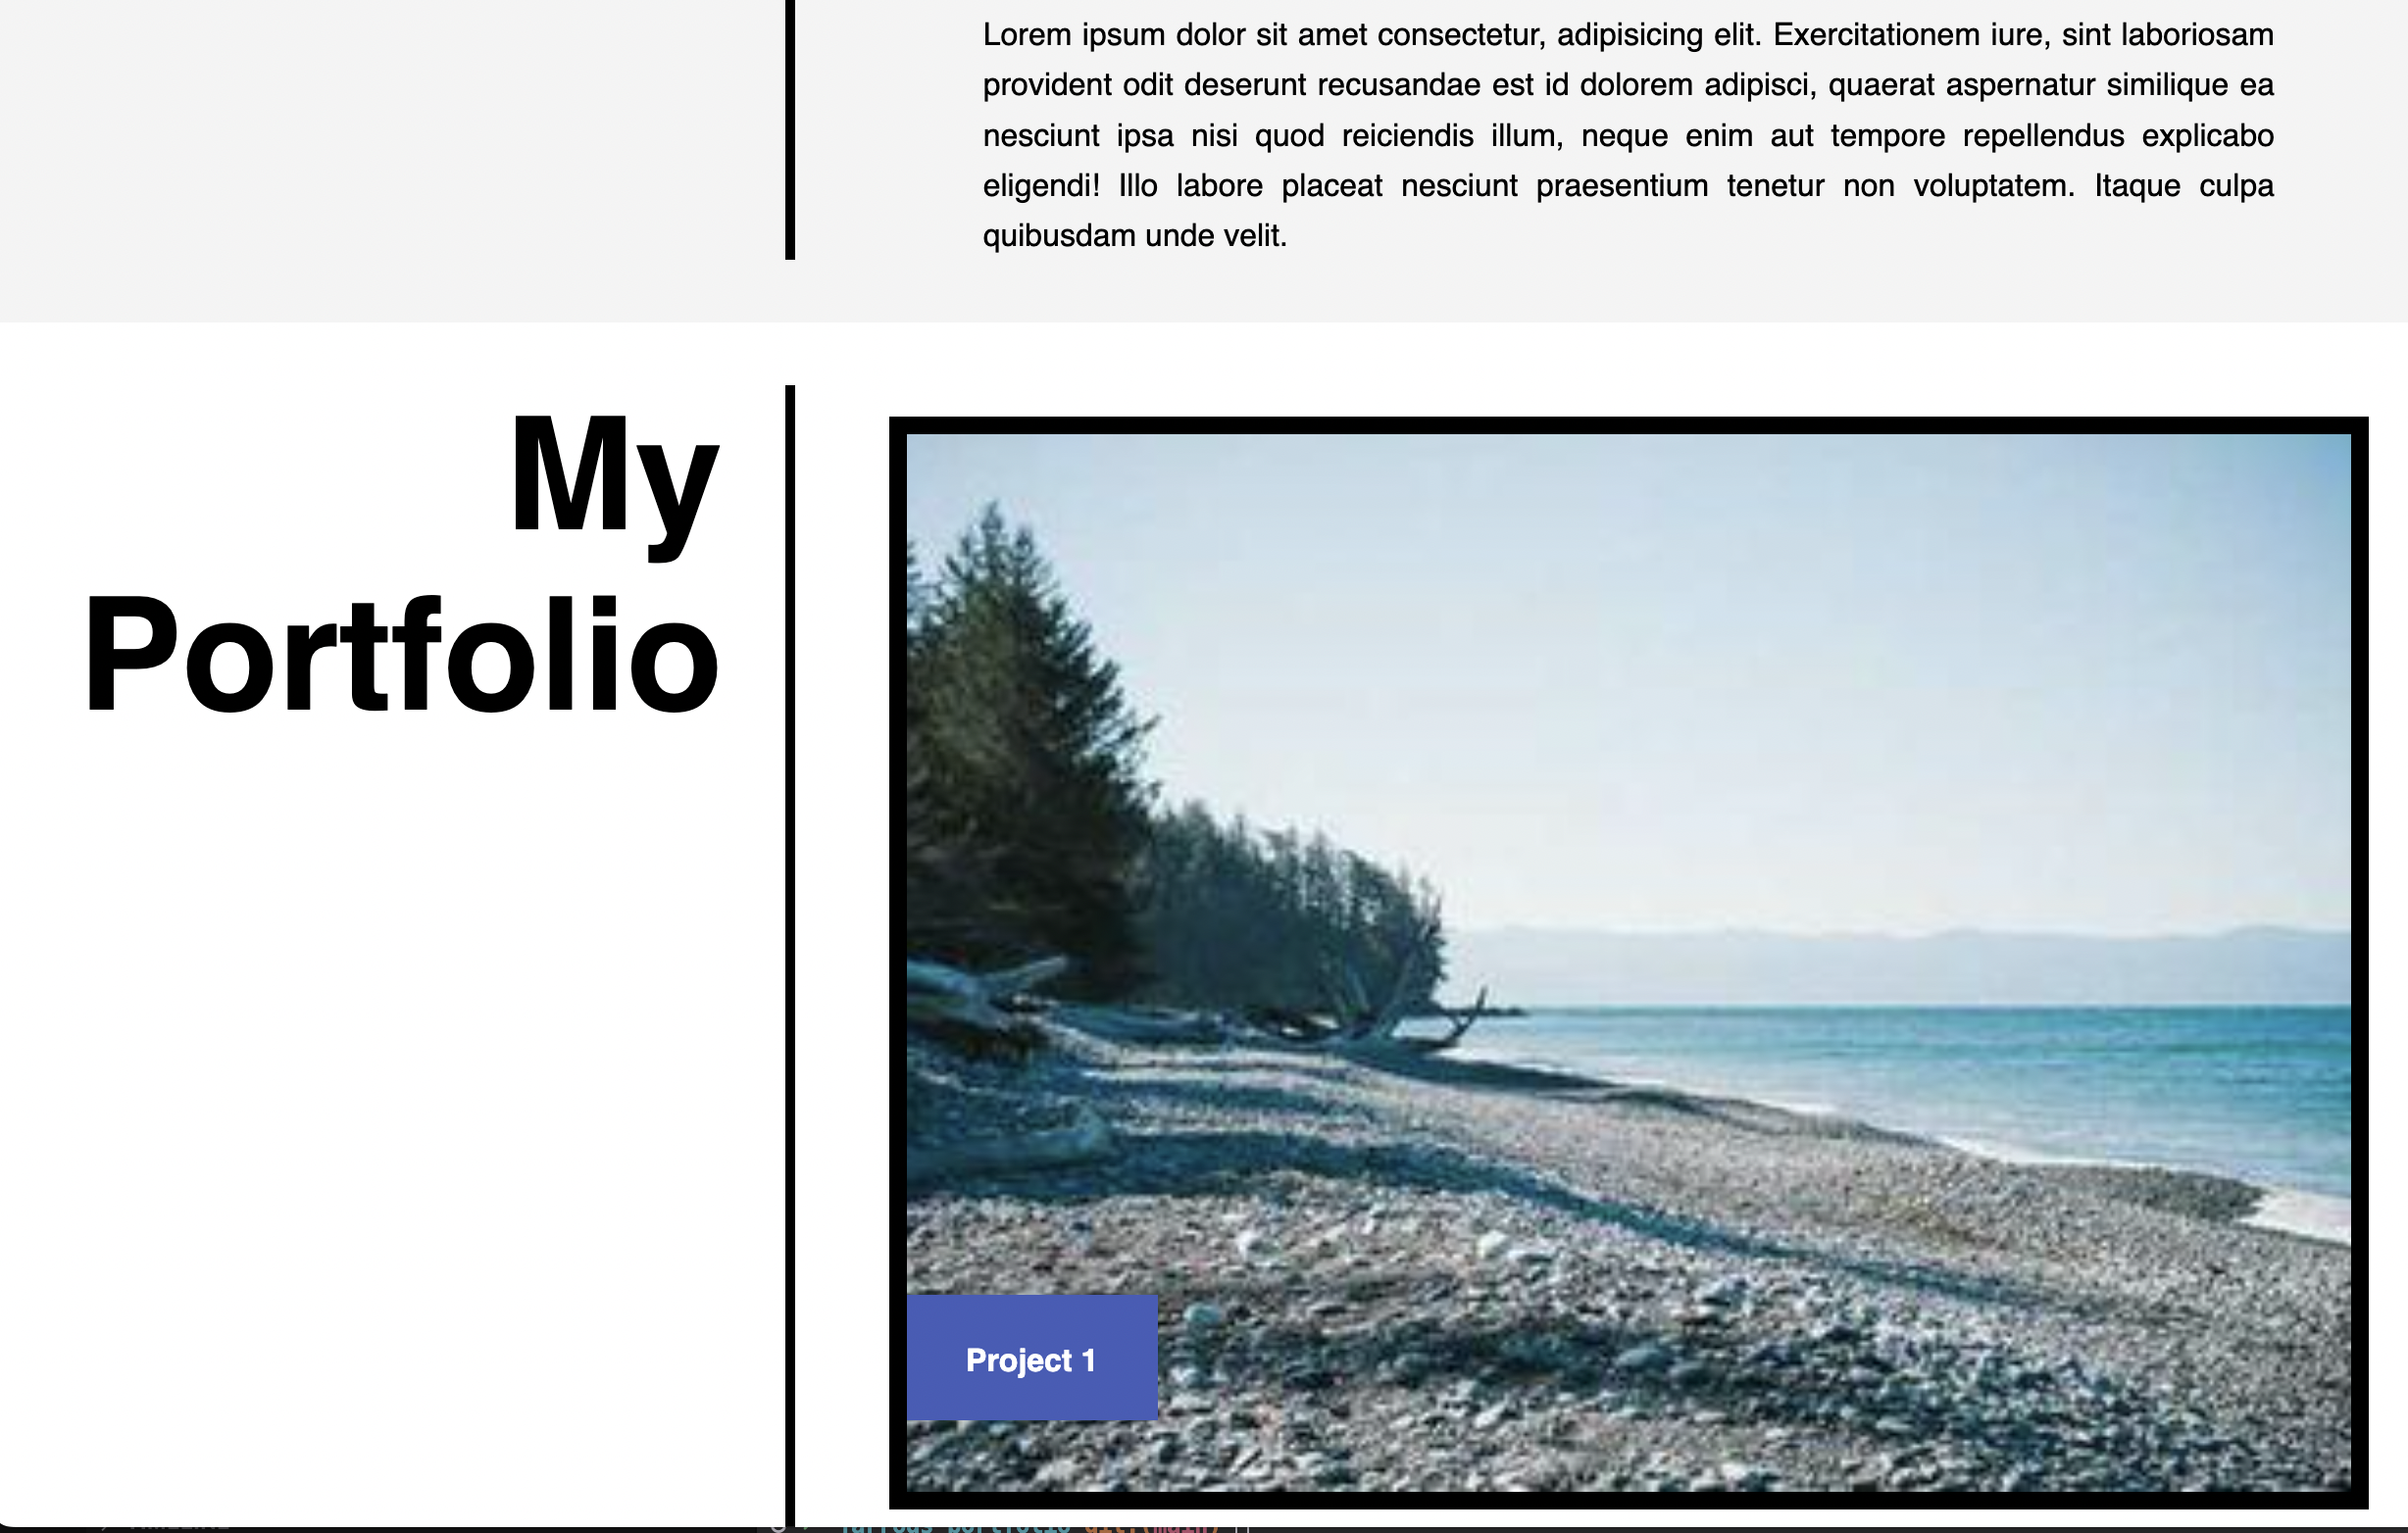 Lorem ipsum dolor sit amet consectetur, adipisicing elit. Exercitationem iure, sint laboriosam
provident odit deserunt recusandae est id dolorem adipisci, quaerat aspernatur similique ea
nesciunt ipsa nisi quod reiciendis illum, neque enim aut tempore repellendus explicabo
eligendi! Illo labore placeat nesciunt praesentium tenetur non voluptatem. Itaque culpa
quibusdam unde velit.
My
Portfolio
Project 1